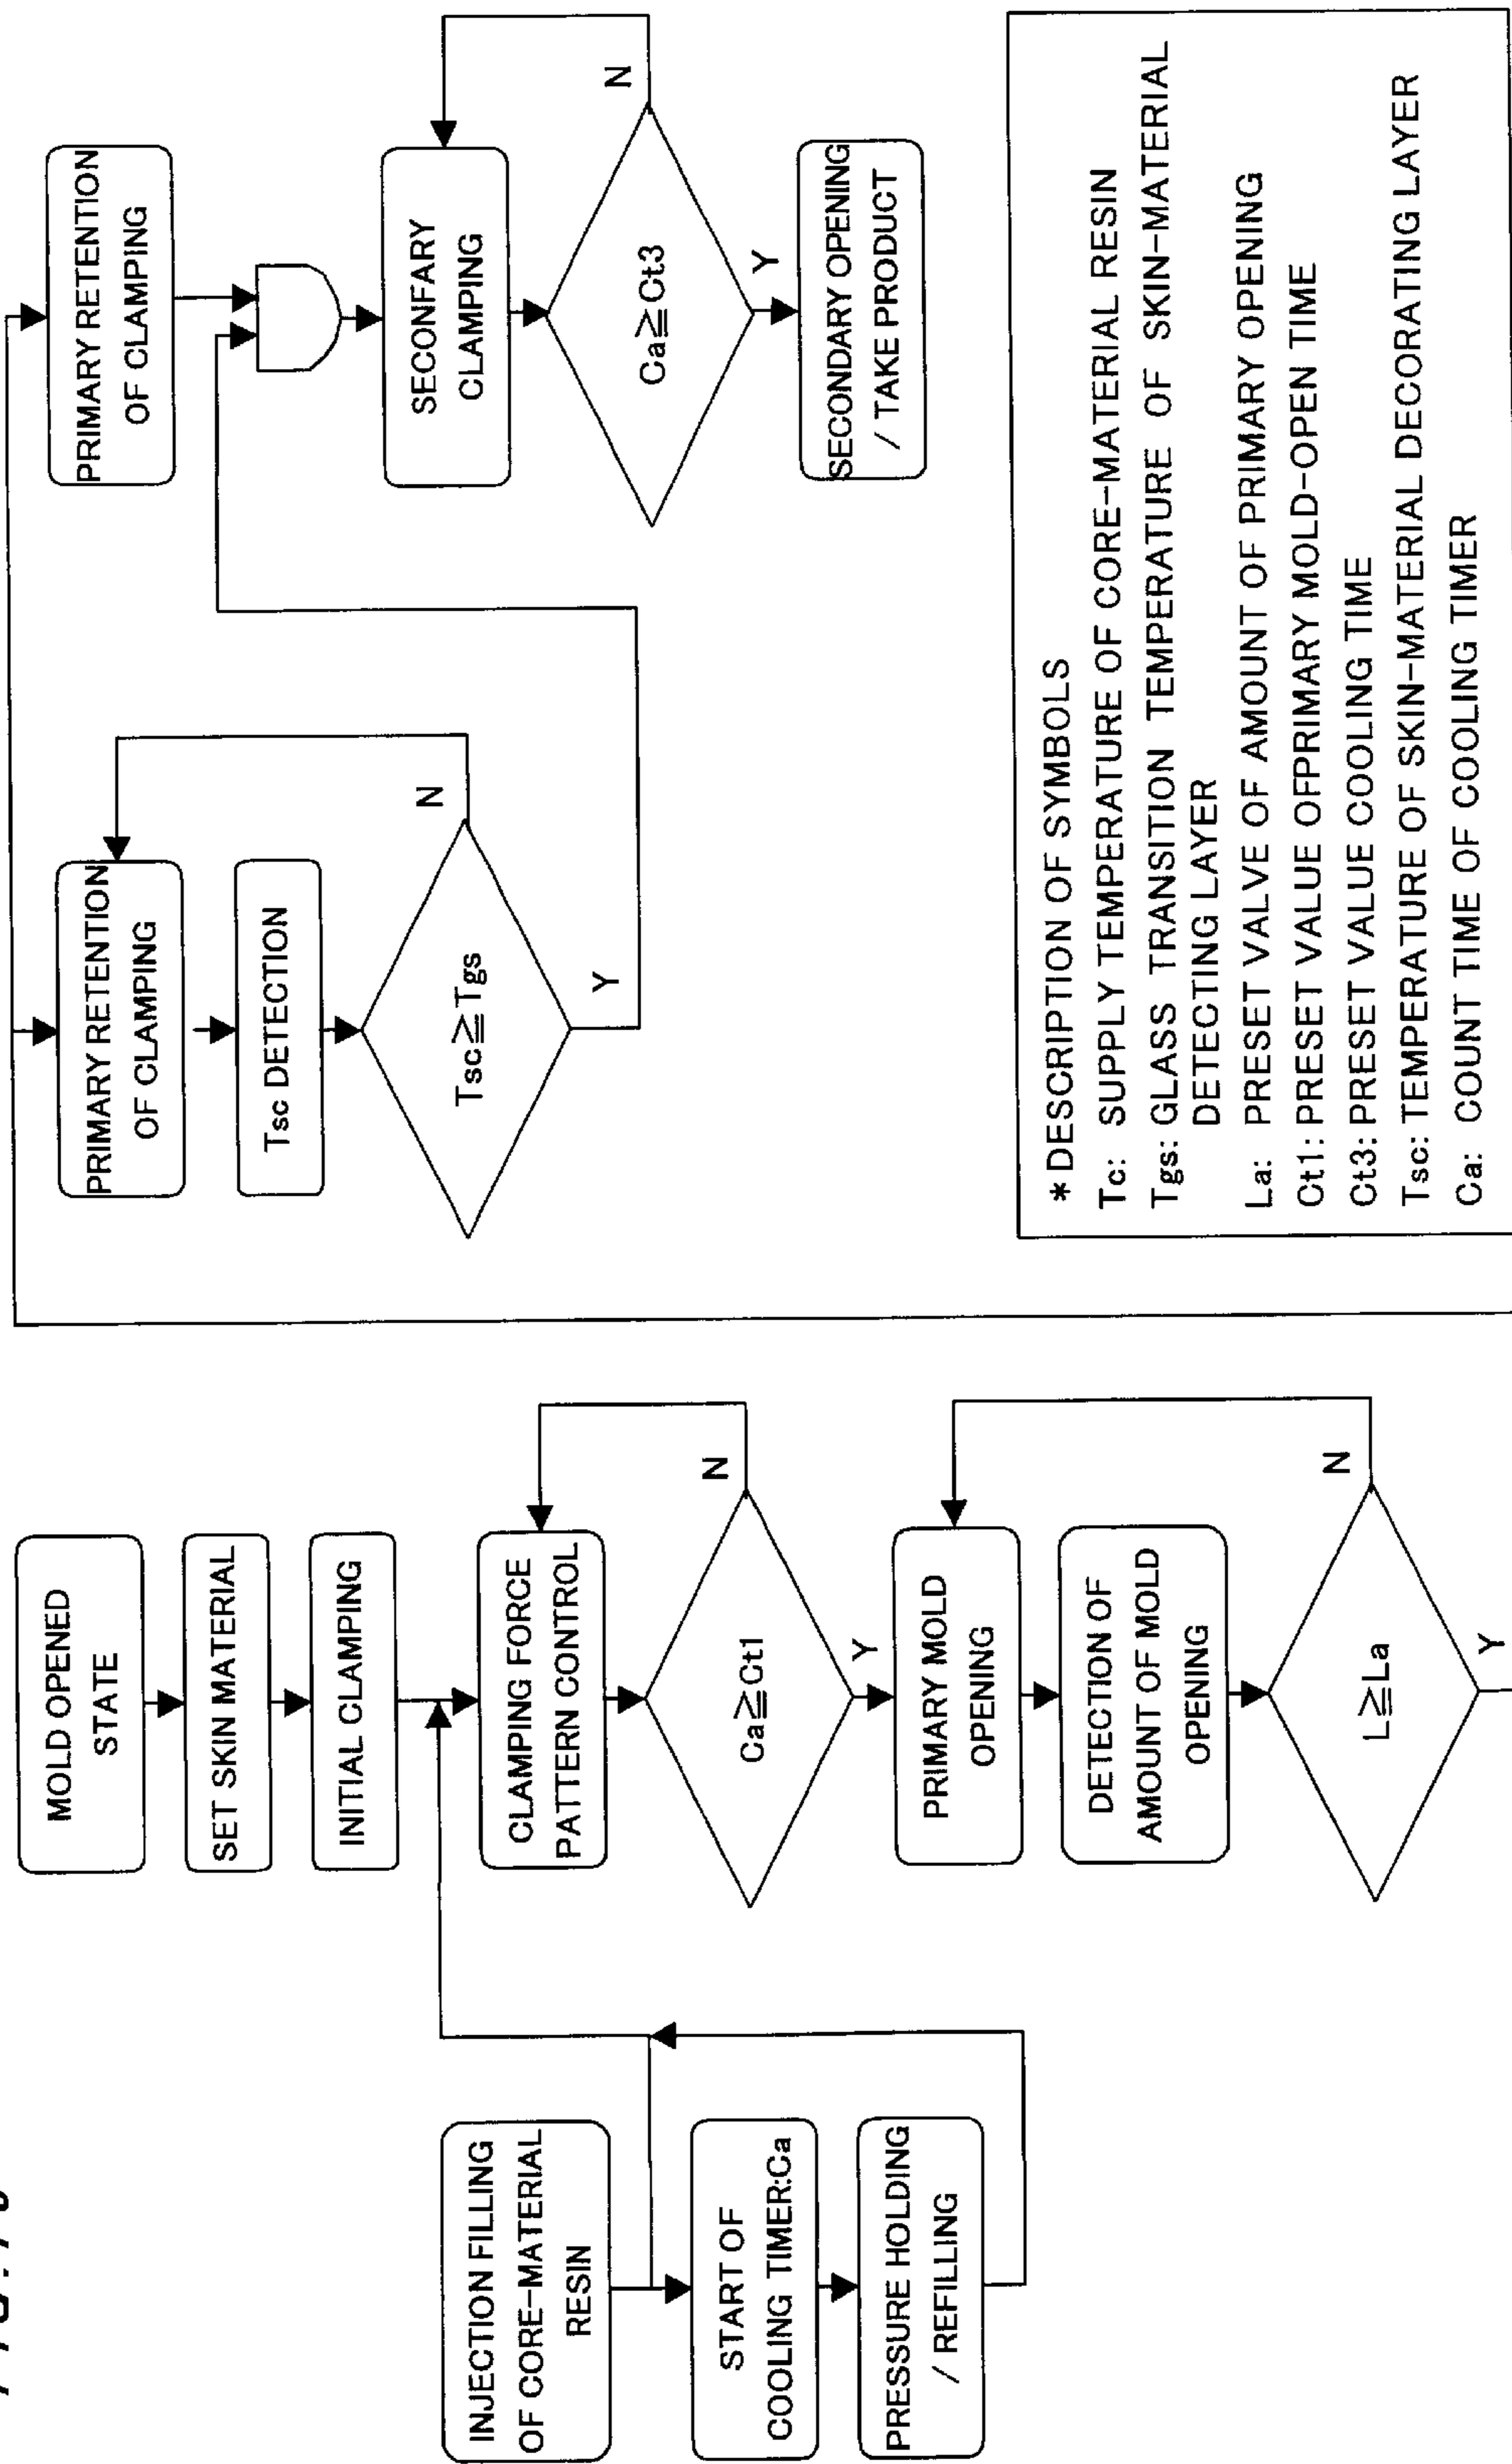 INJECTION FILLING
OF CORE-MATERIAL
RESIN
START OF
COOLING TIMER:Ca
PRESSURE HOLDING
/ REFILLING
MOLD OPENED
STATE
SET SKIN MATERIAL
INITIAL CLAMPING
CLAMPING FORCE
PATTERN CONTROL
Ca≧Ct1
N
Y
PRIMARY MOLD
OPENING
DETECTION OF
AMOUNT OF MOLD
OPENING
L≧La
N
Y
PRIMARY RETENTION
OF CLAMPING
Tsc DETECTION
Tsc≧Tgs
N
Y
PRIMARY RETENTION
OF CLAMPING
SECONFARY
CLAMPING
Ca≧Ct3
N
Y
SECONDARY OPENING
/ TAKE PRODUCT
*DESCRIPTION OF SYMBOLS
Tc: SUPPLY TEMPERATURE OF CORE-MATERIAL RESIN
Tgs: GLASS TRANSITION TEMPERATURE OF SKIN-MATERIAL
DETECTING LAYER
La: PRESET VALVE OF AMOUNT OF PRIMARY OPENING
Ct1: PRESET VALUE OFPRIMARY MOLD-OPEN TIME
Ct3: PRESET VALUE COOLING TIME
Tsc: TEMPERATURE OF SKIN-MATERIAL DECORATING LAYER
Ca: COUNT TIME OF COOLING TIMER